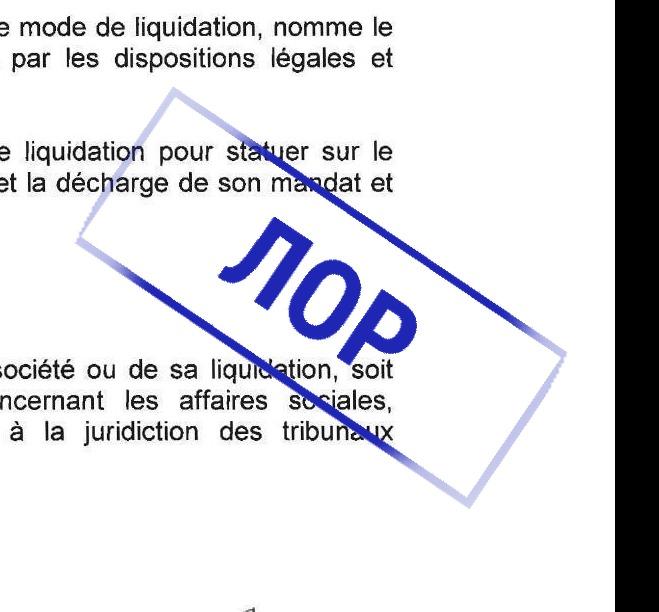 e mode de liquidation, nomme le
par les dispositions légales et
e liquidation pour statuer sur le
et la décharge de son mandat et
ЛОР
société ou de sa liquidation, soit
ncernant les affaires sociales,
à la juridiction des tribunaux